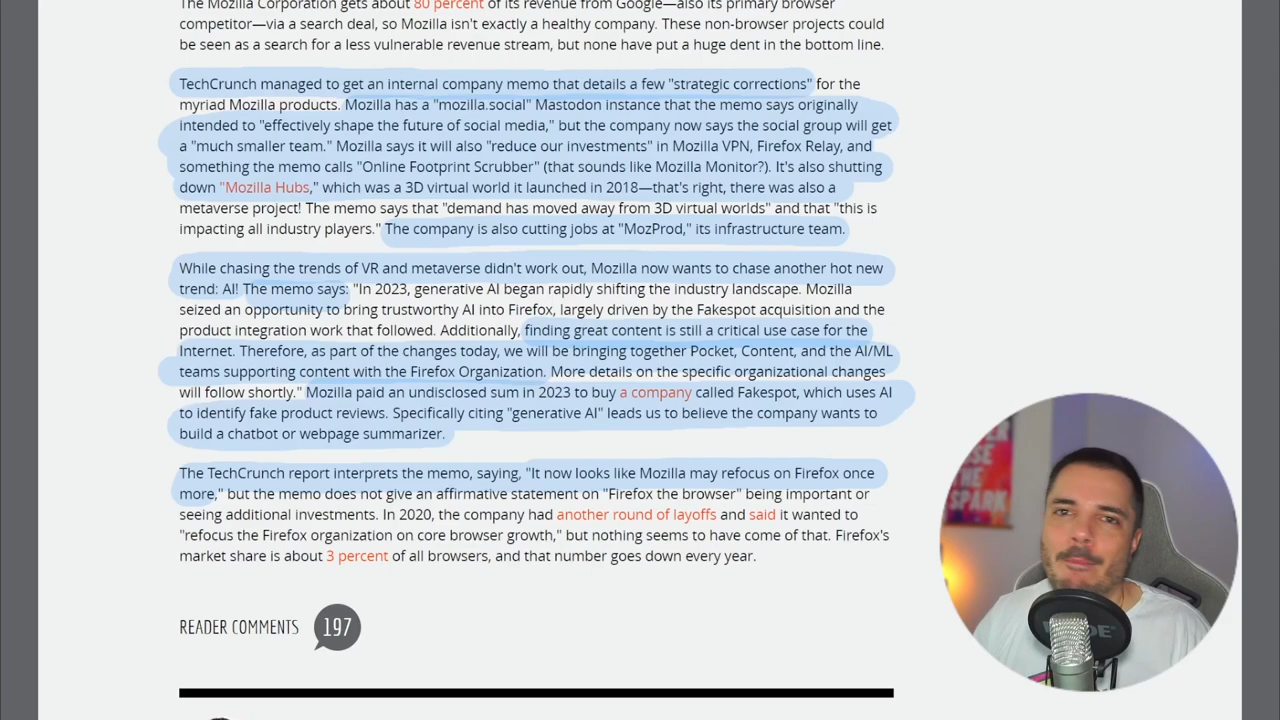 The Mozilla Corporation gets about 80 percent of its revenue from Google—also its primary browser
competitor—via a search deal, so Mozilla isn't exactly a healthy company. These non-browser projects could
be seen as a search for a less vulnerable revenue stream, but none have put a huge dent in the bottom line.
TechCrunch managed to get an internal company memo that details a few "strategic corrections" for the
myriad Mozilla products. Mozilla has a "mozilla.social" Mastodon instance that the memo says originally
intended to "effectively shape the future of social media," but the company now says the social group will get
a "much smaller team." Mozilla says it will also "reduce our investments" in Mozilla VPN, Firefox Relay, and
something the memo calls "Online Footprint Scrubber" (that sounds like Mozilla Monitor?). It's also shutting
down "Mozilla Hubs," which was a 3D virtual world it launched in 2018—that's right, there was also a
metaverse project! The memo says that "demand has moved away from 3D virtual worlds" and that "this is
impacting all industry players." The company is also cutting jobs at "MozProd," its infrastructure team.
While chasing the trends of VR and metaverse didn't work out, Mozilla now wants to chase another hot new
trend: AI! The memo says: "In 2023, generative AI began rapidly shifting the industry landscape. Mozilla
seized an opportunity to bring trustworthy AI into Firefox, largely driven by the Fakespot acquisition and the
product integration work that followed. Additionally, finding great content is still a critical use case for the
Internet. Therefore, as part of the changes today, we will be bringing together Pocket, Content, and the AI/ML
teams supporting content with the Firefox Organization. More details on the specific organizational changes
will follow shortly." Mozilla paid an undisclosed sum in 2023 to buy a company called Fakespot, which uses AI
to identify fake product reviews. Specifically citing "generative AI" leads us to believe the company wants to
build a chatbot or webpage summarizer.
The TechCrunch report interprets the memo, saying, "It now looks like Mozilla may refocus on Firefox once
more," but the memo does not give an affirmative statement on "Firefox the browser" being important or
seeing additional investments. In 2020, the company had another round of layoffs and said it wanted to
"refocus the Firefox organization on core browser growth," but nothing seems to have come of that. Firefox's
market share is about 3 percent of all browsers, and that number goes down every year.
READER COMMENTS 197
THE
SPARK